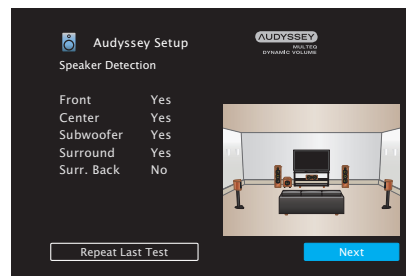 Audyssey Setup
AUDYSSEY
MULTEQ
DYNAMIC VOLUME
Speaker Detection
Front Yes
Center Yes
Subwoofer Yes
Surround Yes
Surr. Back No
Repeat Last Test
Next